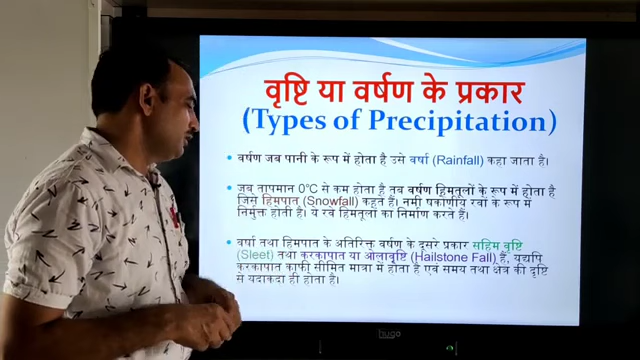 वृष्टि या वर्षण के प्रकार
(Types of Precipitation)
• वर्षण जब पानी के रूप में होता है उसे वर्षा (Rainfall) कहा जाता है।
• जब तापमान 0°C से कम होता है तब वर्षण हिमतूलों के रूप में होता है
जिसे हिमपात (Snowfall) कहते हैं। नमी षट्कोणीय रवों के रूप में
निर्मुक्त होती है। ये रवे हिमतूलों का निर्माण करते हैं।
• वर्षा तथा हिमपात के अतिरिक्त वर्षण के दूसरे प्रकार सहिम वृष्टि
(Sleet) तथा करकापात या ओलावृष्टि (Hailstone Fall) हैं, यद्यपि
करकापात काफी सीमित मात्रा में होता है एवं समय तथा क्षेत्र की दृष्टि
से यदाकदा ही होता है।
hugo